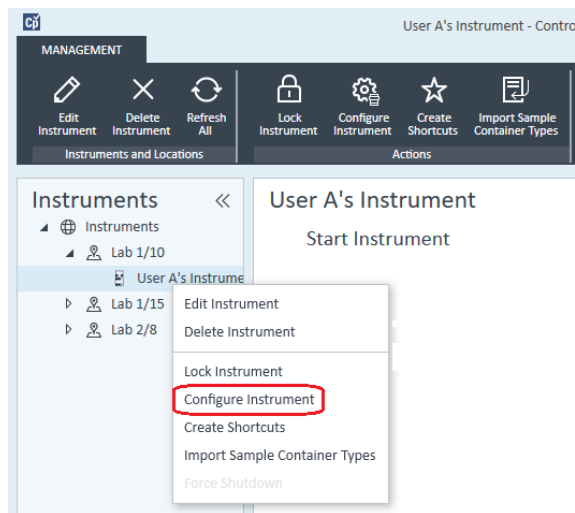 Cp
User A's Instrument - Contro
MANAGEMENT
Edit Instrument
Delete Instrument
Refresh All
Lock Instrument
Configure Instrument
Create Shortcuts
Import Sample Container Types
Instruments and Locations
Actions
Instruments
Instruments
Lab 1/10
User A's Instrume
Lab 1/15
Lab 2/8
User A's Instrument
Start Instrument
Edit Instrument
Delete Instrument
Lock Instrument
Configure Instrument
Create Shortcuts
Import Sample Container Types
Force Shutdown